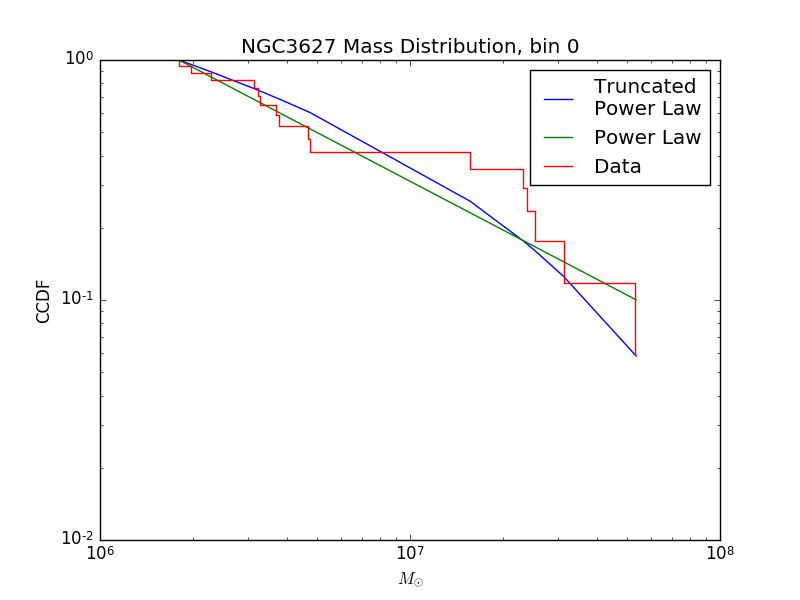 NGC3627 Mass Distribution, bin 0
10⁰
Truncated
Power Law
Power Law
Data
CCDF
10⁻¹
10⁻²
10⁶
10⁷
10⁸
M☉